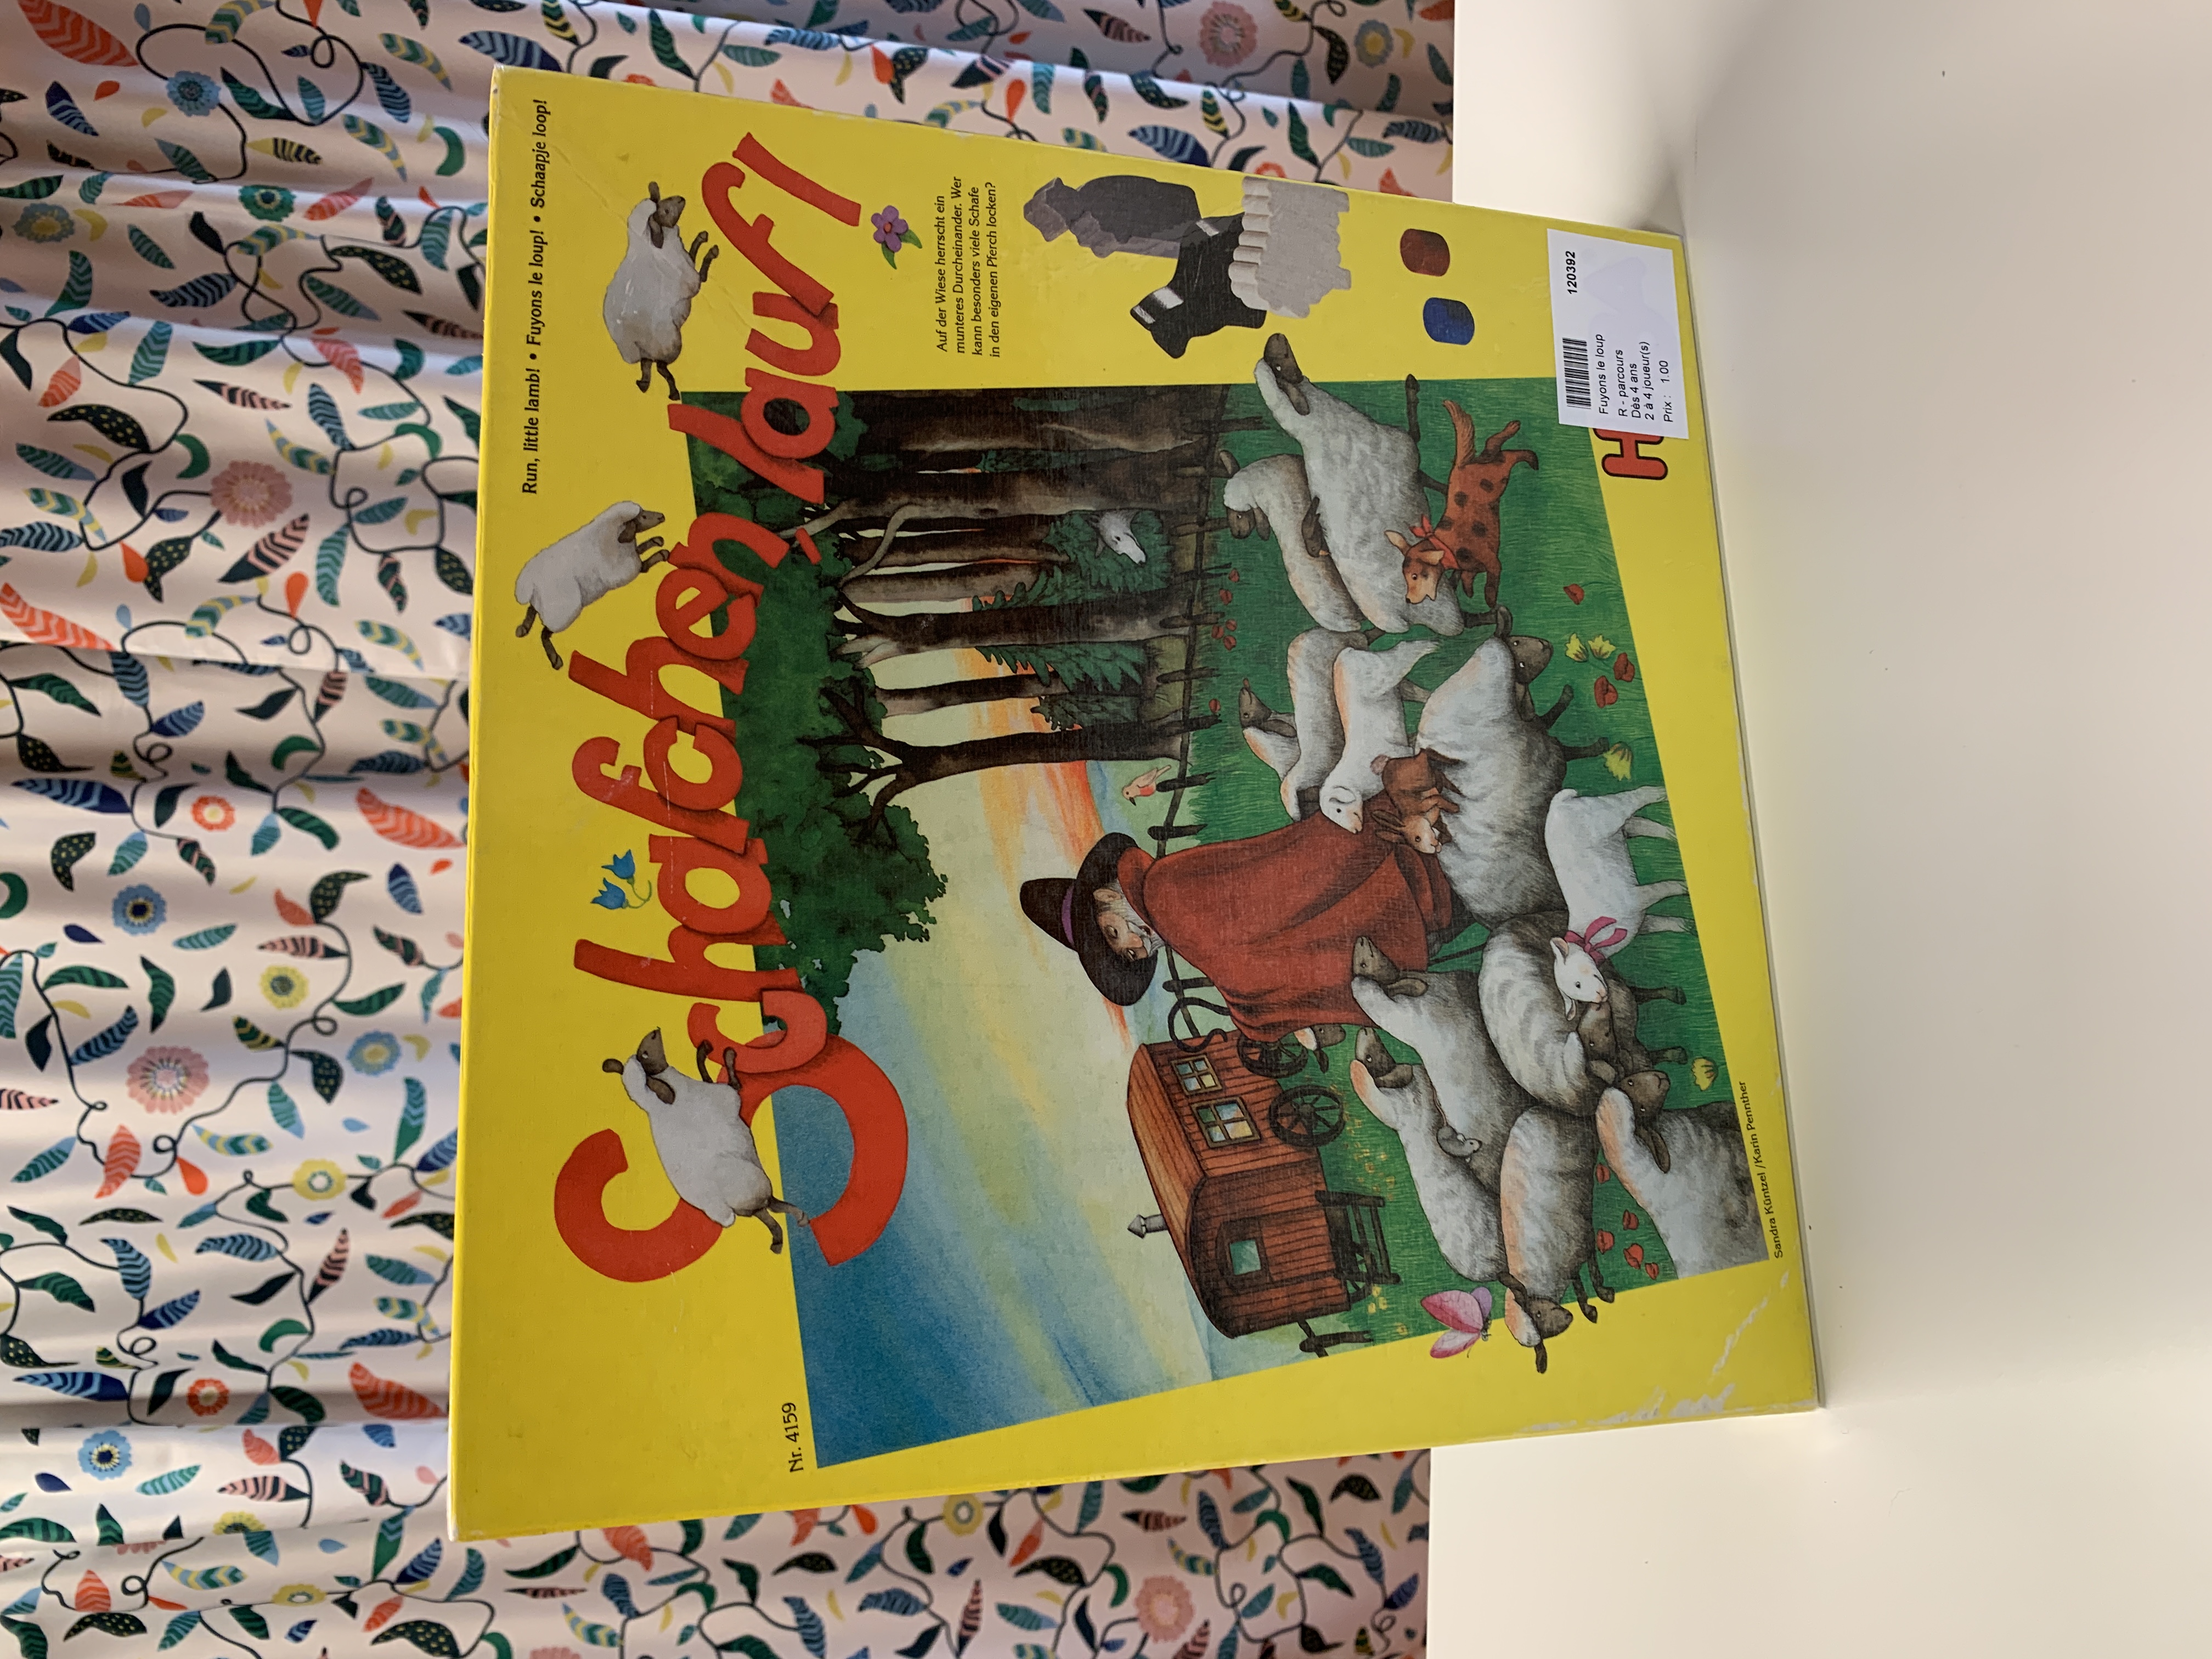 Run, little lamb! • Fuyons le loup! • Schaapje loop!
Schäfchen, lauf!
Nr. 4159
Auf der Wiese herrscht ein
munteres Durcheinander. Wer
kann besonders viele Schafe
in den eigenen Pferch locken?
120392
Fuyons le loup
R - parcours
Dès 4 ans
2 à 4 joueur(s)
Prix : 1.00
H
Sandra Küntzel / Karin Pennther